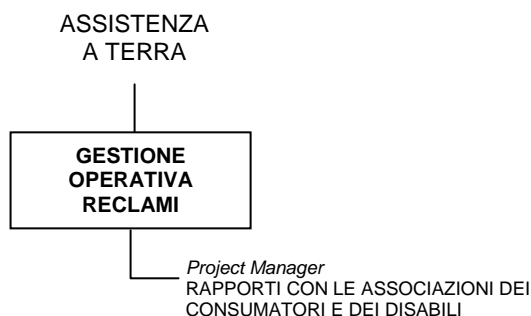 ASSISTENZA
A TERRA
GESTIONE
OPERATIVA
RECLAMI
Project Manager
RAPPORTI CON LE ASSOCIAZIONI DEI
CONSUMATORI E DEI DISABILI